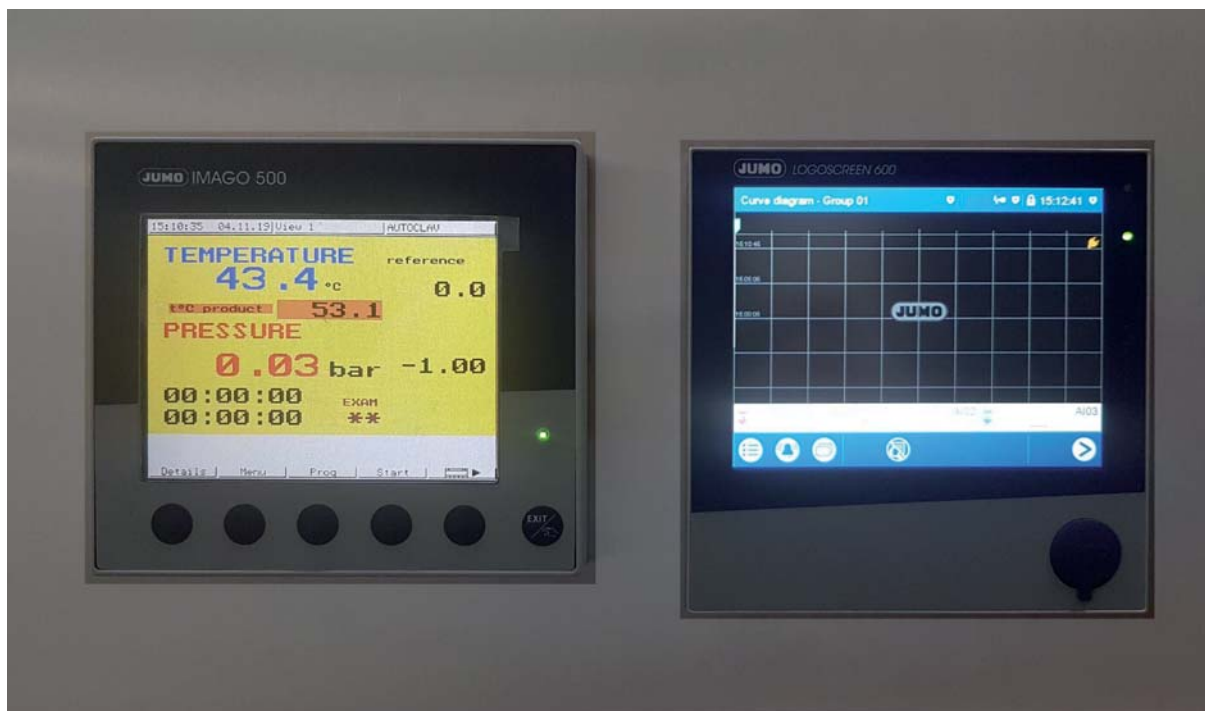 JUMO IMAGO 500
15:10:35 04.11.19 View 1 AUTOCLAV
TEMPERATURE reference
43.4 °C 0.0
t°C product 53.1
PRESSURE
0.03 bar -1.00
00:00:00 EXAM
00:00:00 **
Details Menu Prog Start
EXIT
JUMO LOGOSCREEN 600
Curve diagram - Group 01 15:12:41
JUMO
AI02 AI03